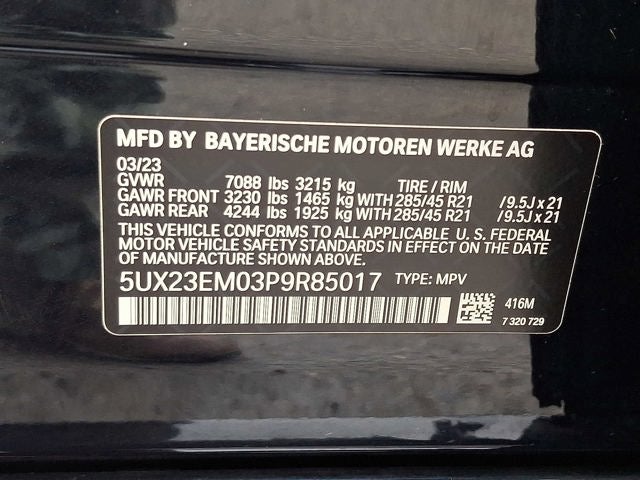 MFD BY BAYERISCHE MOTOREN WERKE AG
03/23
GVWR 7088 lbs 3215 kg TIRE / RIM
GAWR FRONT 3230 lbs 1465 kg WITH 285/45 R21 /9.5J x 21
GAWR REAR 4244 lbs 1925 kg WITH 285/45 R21 /9.5J x 21
THIS VEHICLE CONFORMS TO ALL APPLICABLE U. S. FEDERAL
MOTOR VEHICLE SAFETY STANDARDS IN EFFECT ON THE DATE
OF MANUFACTURE SHOWN ABOVE.
5UX23EM03P9R85017 TYPE: MPV
416M
7 320 729